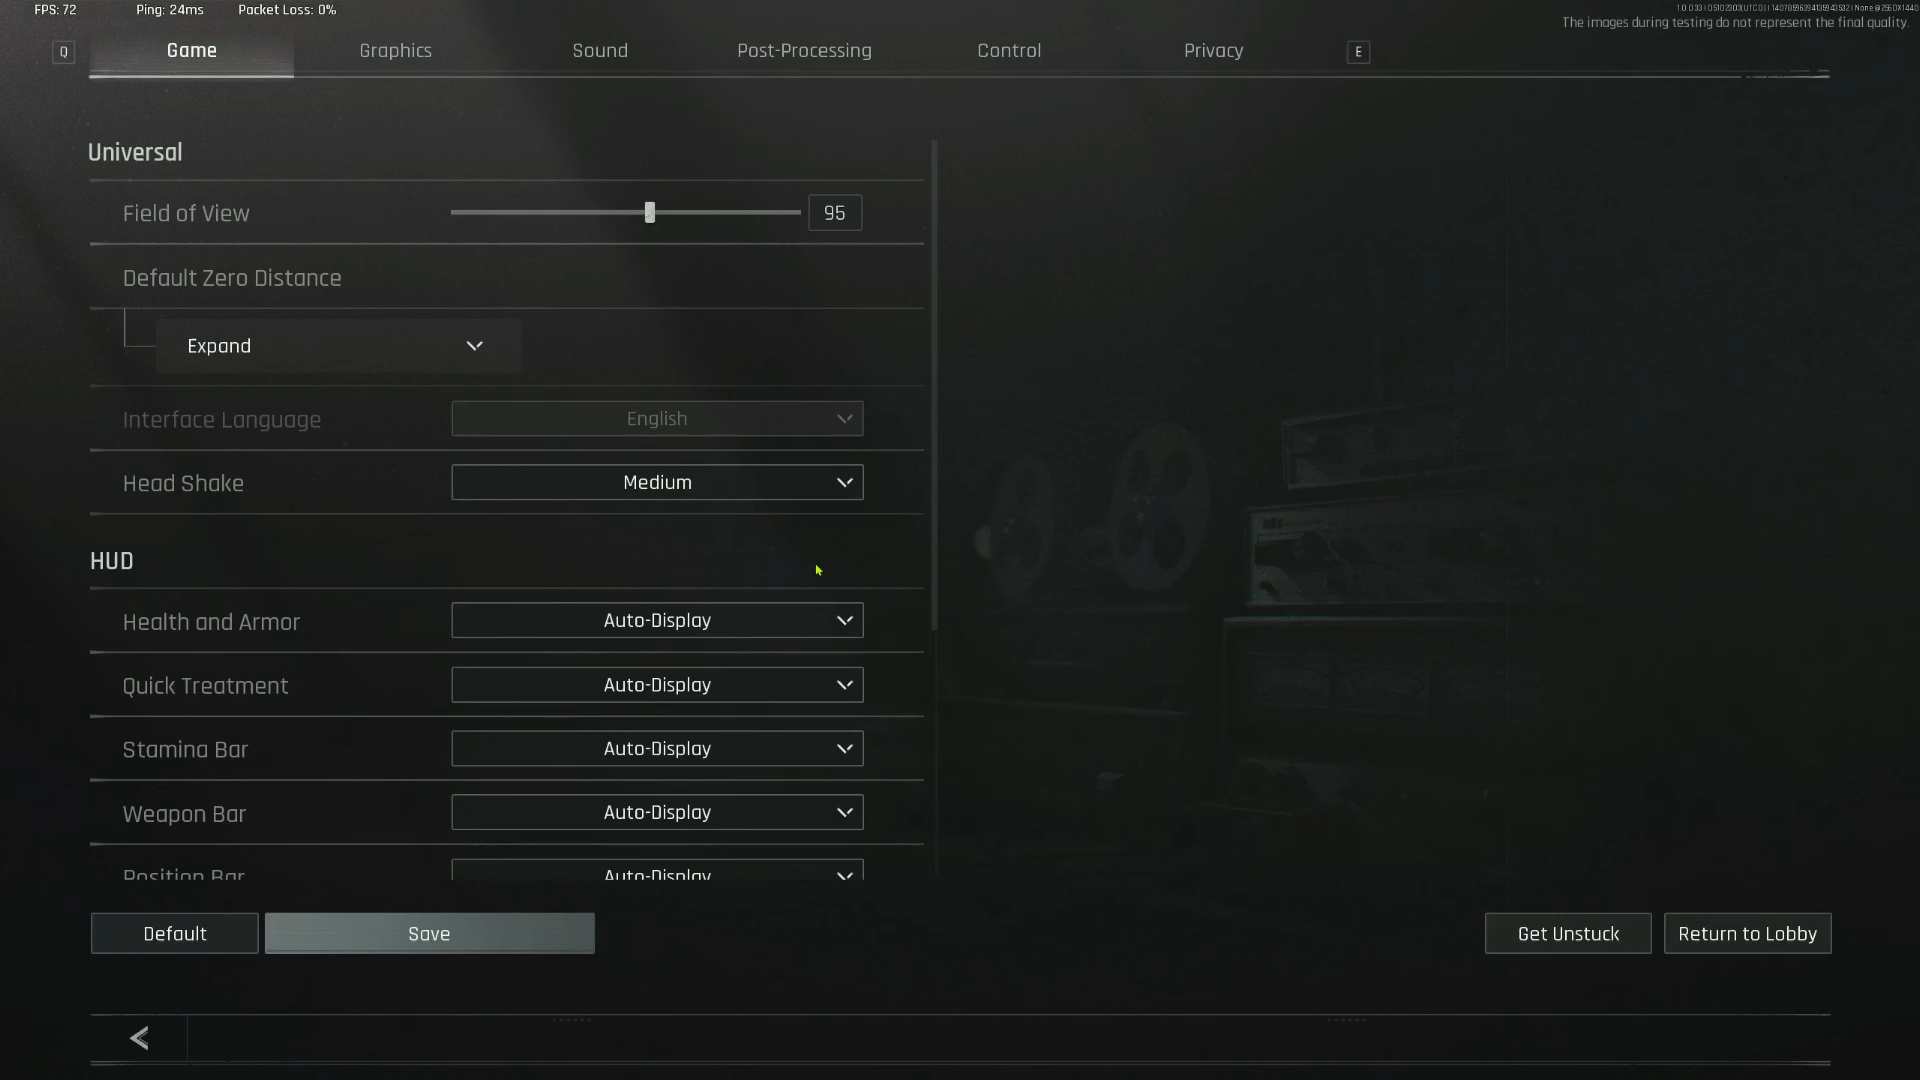 FPS: 72 Ping: 24ms Packet Loss: 0%
The images during testing do not represent the final quality.
Q Game Graphics Sound Post-Processing Control Privacy E
Universal
Field of View 95
Default Zero Distance
Expand
Interface Language English
Head Shake Medium
HUD
Health and Armor Auto-Display
Quick Treatment Auto-Display
Stamina Bar Auto-Display
Weapon Bar Auto-Display
Position Bar Auto-Display
Default Save Get Unstuck Return to Lobby